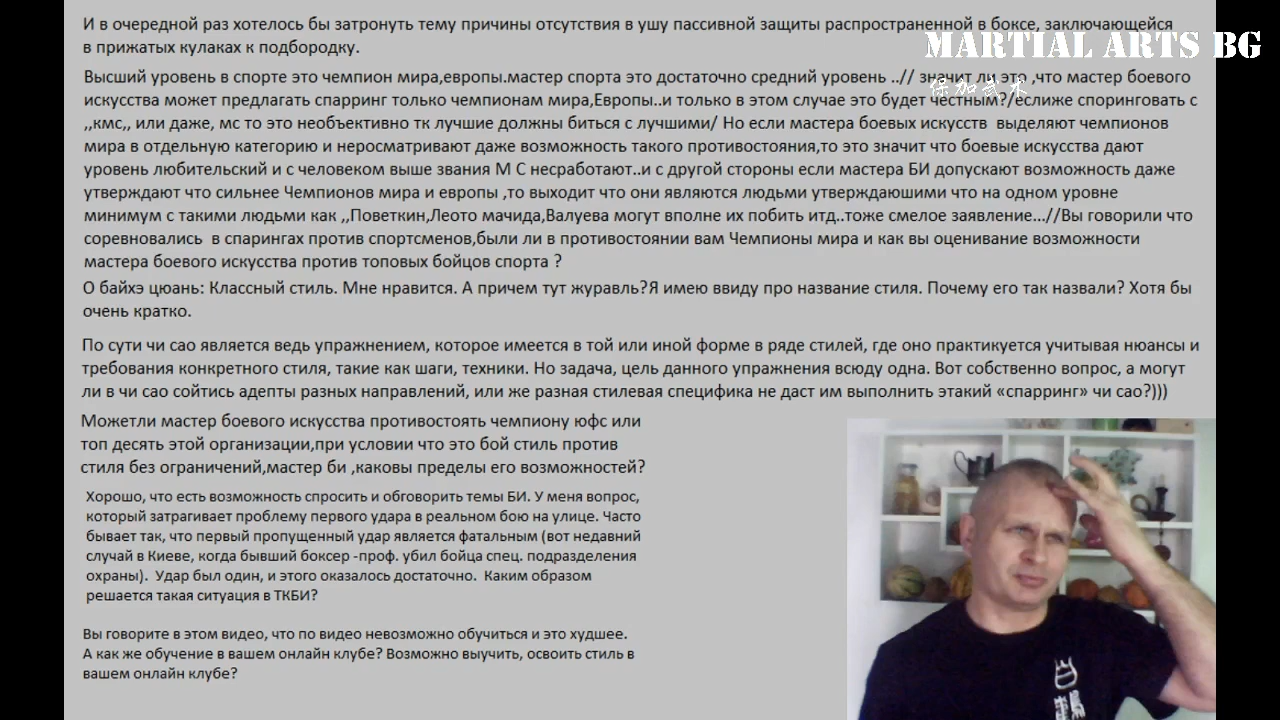 И в очередной раз хотелось бы затронуть тему причины отсутствия в ушу пассивной защиты распространенной в боксе, заключающейся
в прижатых кулаках к подбородку.
MARTIAL ARTS BG
保加武术
Высший уровень в спорте это чемпион мира,европы.мастер спорта это достаточно средний уровень ..// значит ли это ,что мастер боевого
искусства может предлагать спарринг только чемпионам мира,Европы..и только в этом случае это будет честным?/еслиже споринговать с
,,кмс,, или даже, мс то это необъективно тк лучшие должны биться с лучшими/ Но если мастера боевых искусств  выделяют чемпионов
мира в отдельную категорию и неросматривают даже возможность такого противостояния,то это значит что боевые искусства дают
уровень любительский и с человеком выше звания М С несработают..и с другой стороны если мастера БИ допускают возможность даже
утверждают что сильнее Чемпионов мира и европы ,то выходит что они являются людьми утверждаюшими что на одном уровне
минимум с такими людьми как ,,Поветкин,Леото мачида,Валуева могут вполне их побить итд..тоже смелое заявление...//Вы говорили что
соревновались  в спарингах против спортсменов,были ли в противостоянии вам Чемпионы мира и как вы оценивание возможности
мастера боевого искусства против топовых бойцов спорта ?
О байхэ цюань: Классный стиль. Мне нравится. А причем тут журавль?Я имею ввиду про название стиля. Почему его так назвали? Хотя бы
очень кратко.
По сути чи сао является ведь упражнением, которое имеется в той или иной форме в ряде стилей, где оно практикуется учитывая нюансы и
требования конкретного стиля, такие как шаги, техники. Но задача, цель данного упражнения всюду одна. Вот собственно вопрос, а могут
ли в чи сао сойтись адепты разных направлений, или же разная стилевая специфика не даст им выполнить этакий «спарринг» чи сао?)))
Можетли мастер боевого искусства противостоять чемпиону юфс или
топ десять этой организации,при условии что это бой стиль против
стиля без ограничений,мастер би ,каковы пределы его возможностей?
Хорошо, что есть возможность спросить и обговорить темы БИ. У меня вопрос,
который затрагивает проблему первого удара в реальном бою на улице. Часто
бывает так, что первый пропущенный удар является фатальным (вот недавний
случай в Киеве, когда бывший боксер -проф. убил бойца спец. подразделения
охраны).  Удар был один, и этого оказалось достаточно.  Каким образом
решается такая ситуация в ТКБИ?
Вы говорите в этом видео, что по видео невозможно обучиться и это худшее.
А как же обучение в вашем онлайн клубе? Возможно выучить, освоить стиль в
вашем онлайн клубе?